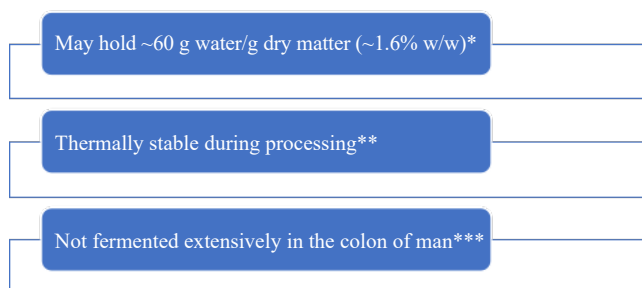 May hold ~60 g water/g dry matter (~1.6% w/w)*
Thermally stable during processing**
Not fermented extensively in the colon of man***